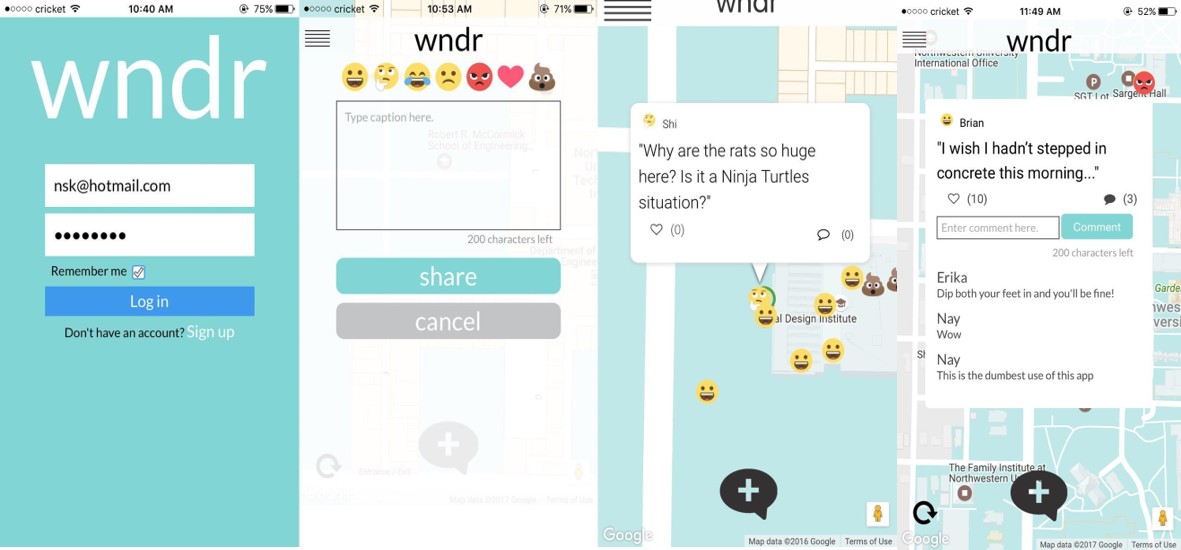 cricket 10:40 AM 75%
wndr
nsk@hotmail.com
Remember me
Log in
Don't have an account? Sign up
cricket 10:53 AM 71%
wndr
Type caption here.
Robert R. McCormick
School of Engineering...
200 characters left
Department of
share
cancel
Map data ©2017 Google Terms of Use
wndr
Shi
"Why are the rats so huge
here? Is it a Ninja Turtles
situation?"
(0) (0)
al Design Institute
Google
Map data ©2016 Google Terms of Use
cricket 11:49 AM 52%
wndr
Northwestern University
International Office
P
SGT Lot
Sargent Hall
Brian
"I wish I hadn't stepped in
concrete this morning..."
(10) (3)
Enter comment here.
Comment
200 characters left
Erika
Dip both your feet in and you'll be fine!
Nay
Wow
Nay
This is the dumbest use of this app
The Family Institute at
Northwestern U
Google
Map data ©2017 Google Terms of Use